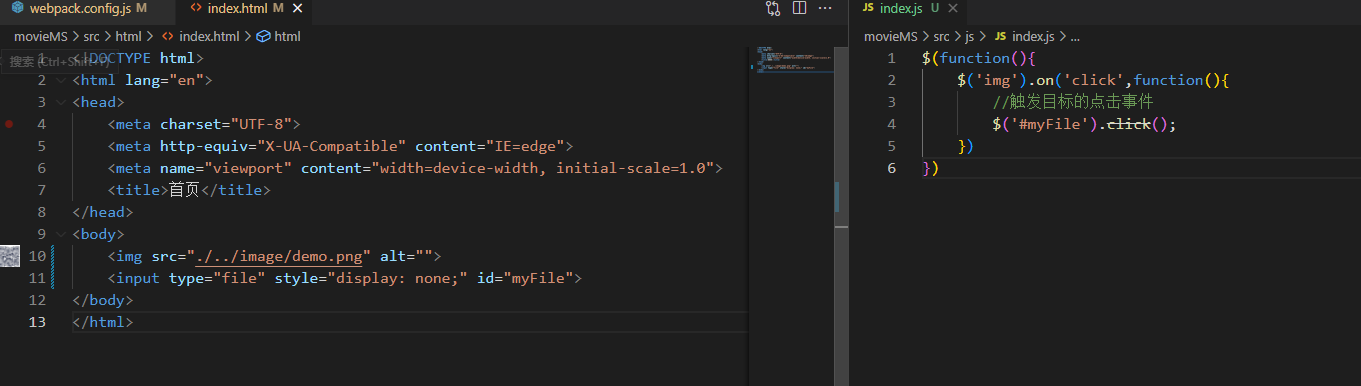 webpack.config.js M
index.html M
movieMS > src > html > index.html > html
搜索 (Ctrl+Shift+Y)
1 <!DOCTYPE html>
2 <html lang="en">
3 <head>
4 <meta charset="UTF-8">
5 <meta http-equiv="X-UA-Compatible" content="IE=edge">
6 <meta name="viewport" content="width=device-width, initial-scale=1.0">
7 <title>首页</title>
8 </head>
9 <body>
10 <img src="./../image/demo.png" alt="">
11 <input type="file" style="display: none;" id="myFile">
12 </body>
13 </html>
JS index.js U
movieMS > src > js > JS index.js > ...
1 $(function(){
2 $('img').on('click',function(){
3 //触发目标的点击事件
4 $('#myFile').click();
5 })
6 })